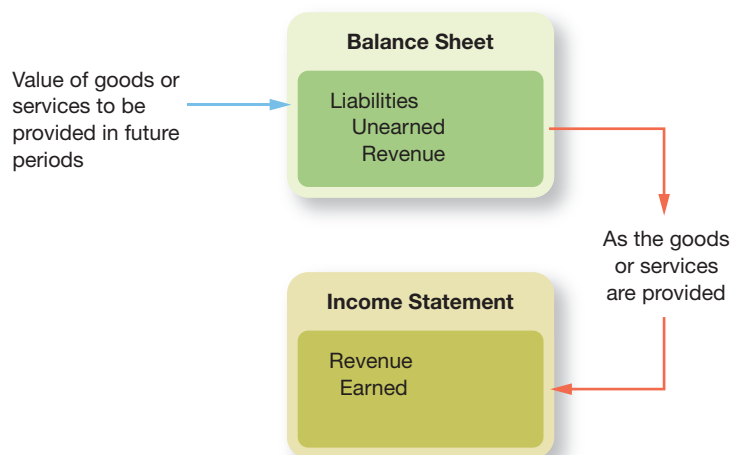 Balance Sheet
Value of goods or
services to be
provided in future
periods
Liabilities
Unearned
Revenue
As the goods
or services
are provided
Income Statement
Revenue
Earned